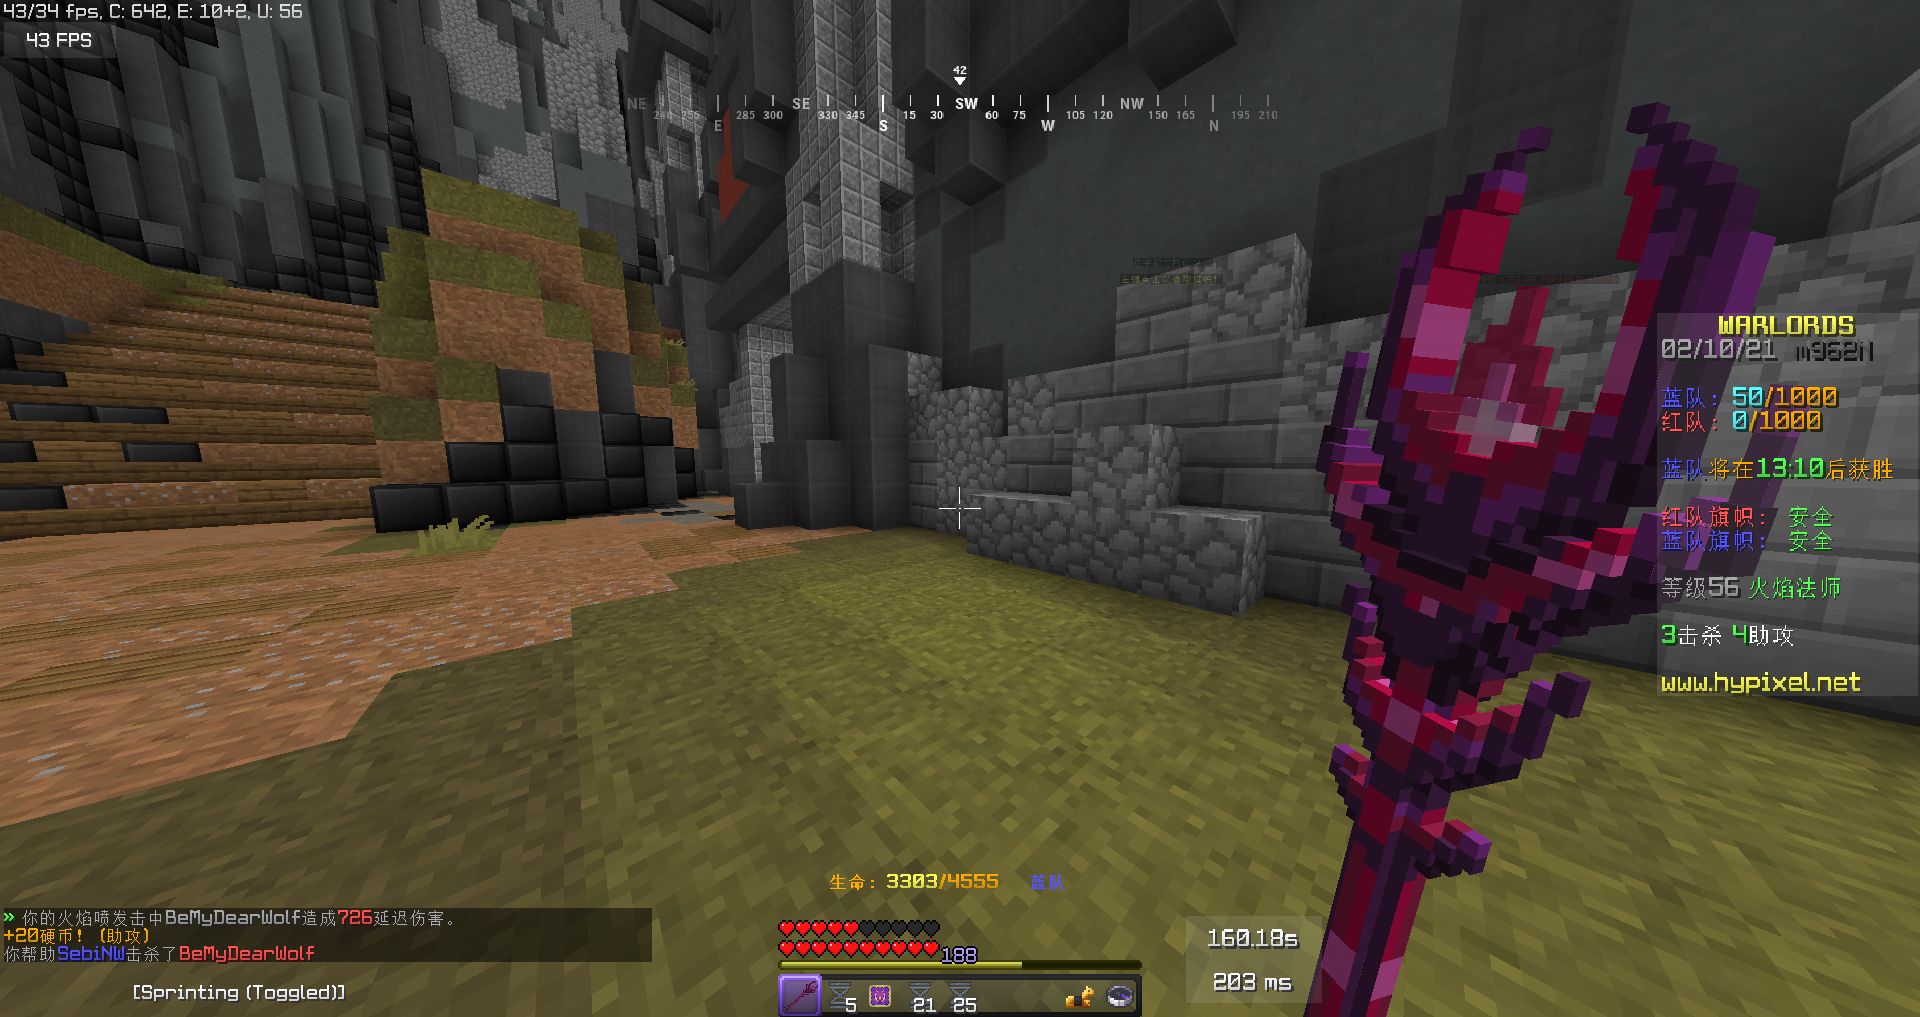 43/34 fps, C: 642, E: 10+2, U: 56
43 FPS
42
NE SE SW NW
240 255 285 300 330 345 15 30 60 75 105 120 150 165 195 210
E S W N
WARLORDS
02/10/21 m962N
蓝队: 50/1000
红队: 0/1000
蓝队将在13:10后获胜
红队旗帜: 安全
蓝队旗帜: 安全
等级56 火焰法师
3击杀 4助攻
www.hypixel.net
生命: 3303/4555 蓝队
» 你的火焰喷发击中BeMyDearWolf造成726延迟伤害。
+20硬币! (助攻)
你帮助SebiNW击杀了BeMyDearWolf
[Sprinting (Toggled)]
188
5 21 25
160.18s
203 ms